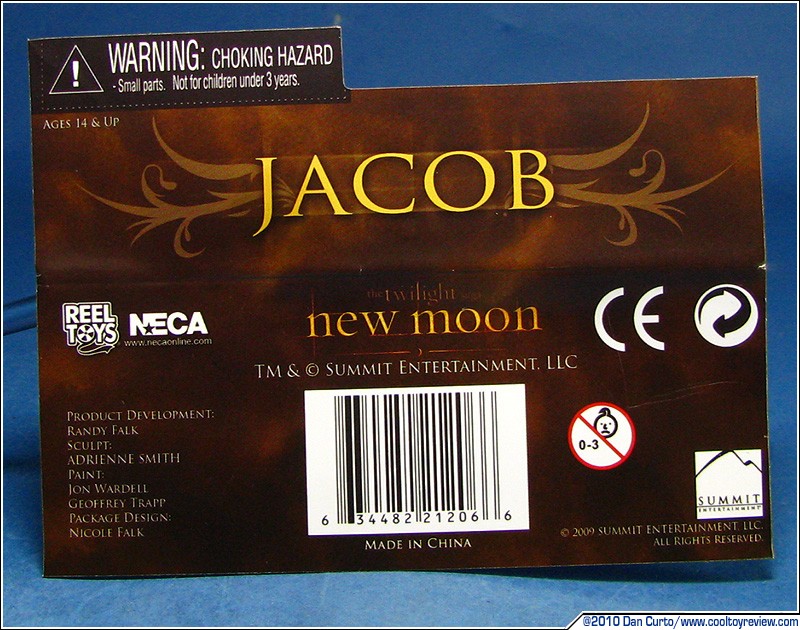 WARNING: CHOKING HAZARD
- Small parts. Not for children under 3 years.
AGES 14 & UP
JACOB
REEL
TOYS
NECA
www.necaonline.com
the twilight saga
new moon
CE
TM & © SUMMIT ENTERTAINMENT, LLC
PRODUCT DEVELOPMENT:
RANDY FALK
SCULPT:
ADRIENNE SMITH
PAINT:
JON WARDELL
GEOFFREY TRAPP
PACKAGE DESIGN:
NICOLE FALK
6 34482 21206 6
MADE IN CHINA
0-3
SUMMIT
ENTERTAINMENT
© 2009 SUMMIT ENTERTAINMENT, LLC.
ALL RIGHTS RESERVED.
©2010 Dan Curto/www.cooltoyreview.com